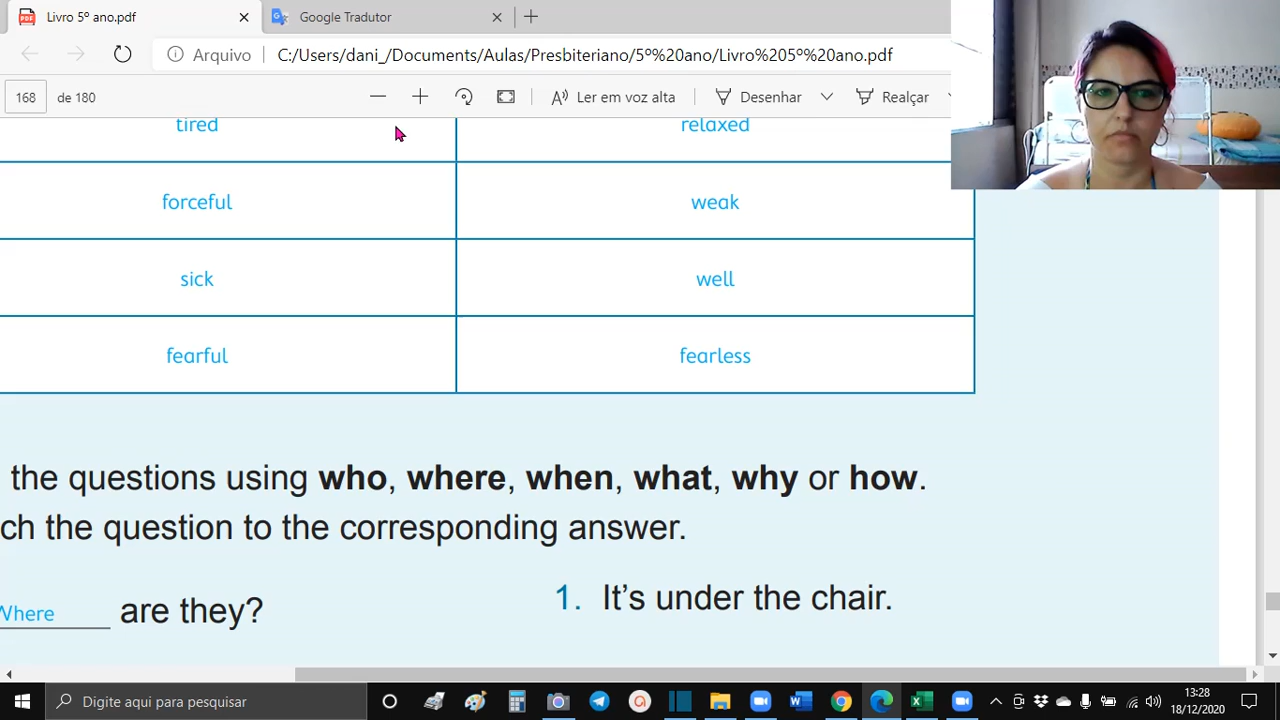 Livro 5º ano.pdf
Google Tradutor
Arquivo
C:/Users/dani_/Documents/Aulas/Presbiteriano/5º%20ano/Livro%205º%20ano.pdf
168 de 180
Ler em voz alta
Desenhar
Realçar
tired relaxed
forceful weak
sick well
fearful fearless
the questions using who, where, when, what, why or how.
ch the question to the corresponding answer.
Where are they?
1. It's under the chair.
Digite aqui para pesquisar
13:28
18/12/2020